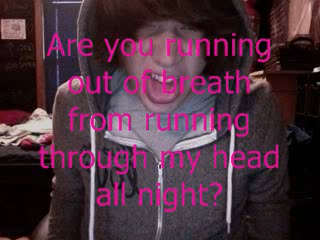 Are you running
out of breath
from running
through my head
all night?